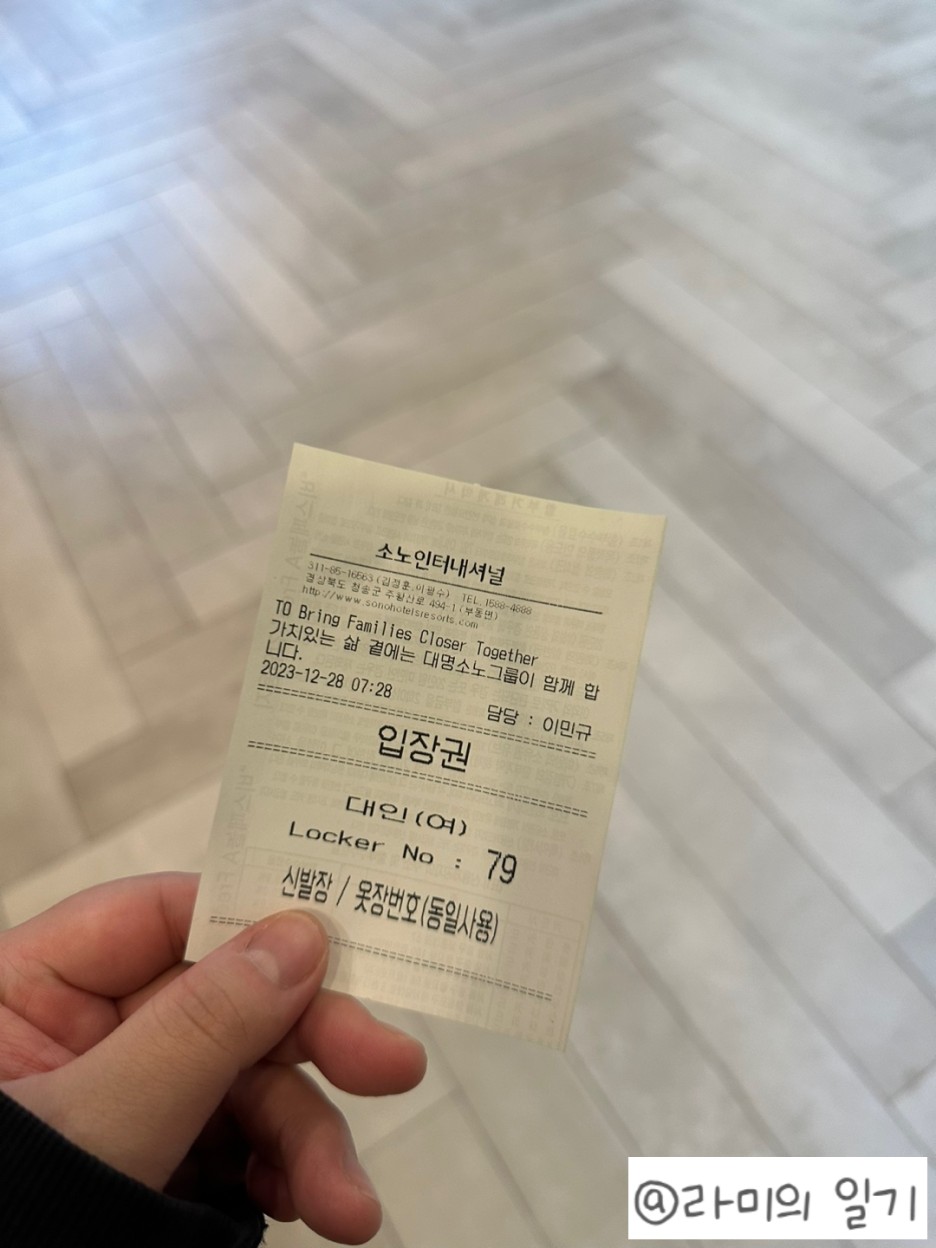 소노인터내셔널
311-85-16563 (김정훈,이필수) TEL.1588-4888
경상북도 청송군 주왕산로 494-1 (부동면)
http://www.sonohotelsresorts.com
TO Bring Families Closer Together
가치있는 삶 곁에는 대명소노그룹이 함께 합
니다.
2023-12-28 07:28
담당 : 이민규
입장권
대인(여)
Locker No : 79
신발장 / 옷장번호(동일사용)
@라미의 일기